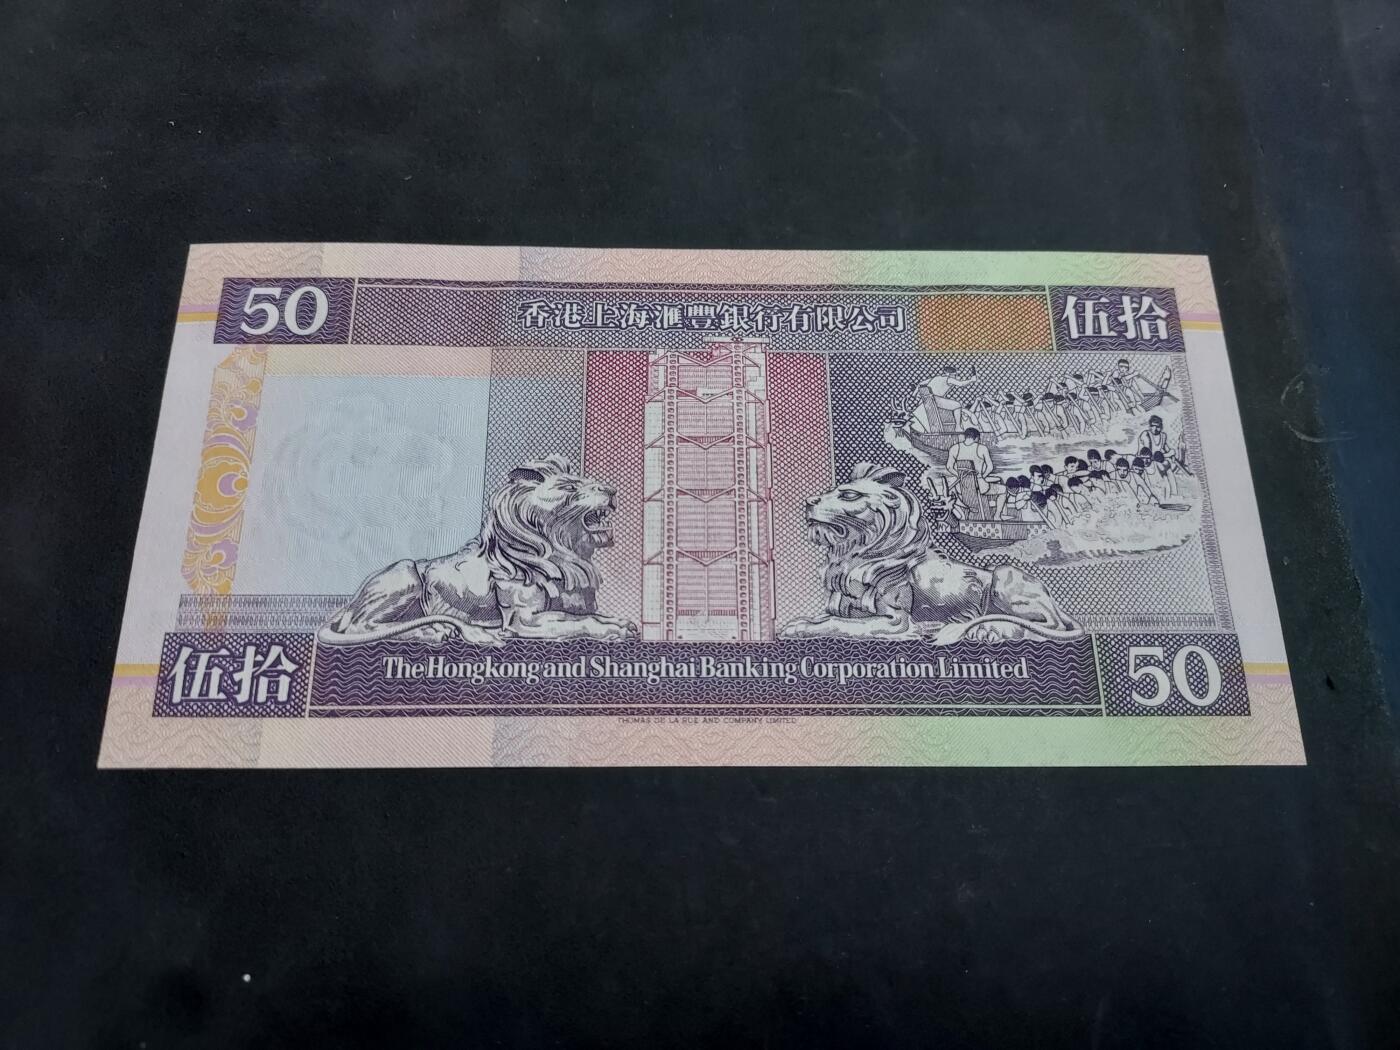 50
香港上海滙豐銀行有限公司
伍拾
伍拾
The Hongkong and Shanghai Banking Corporation Limited
50
THOMAS DE LA RUE AND COMPANY LIMITED